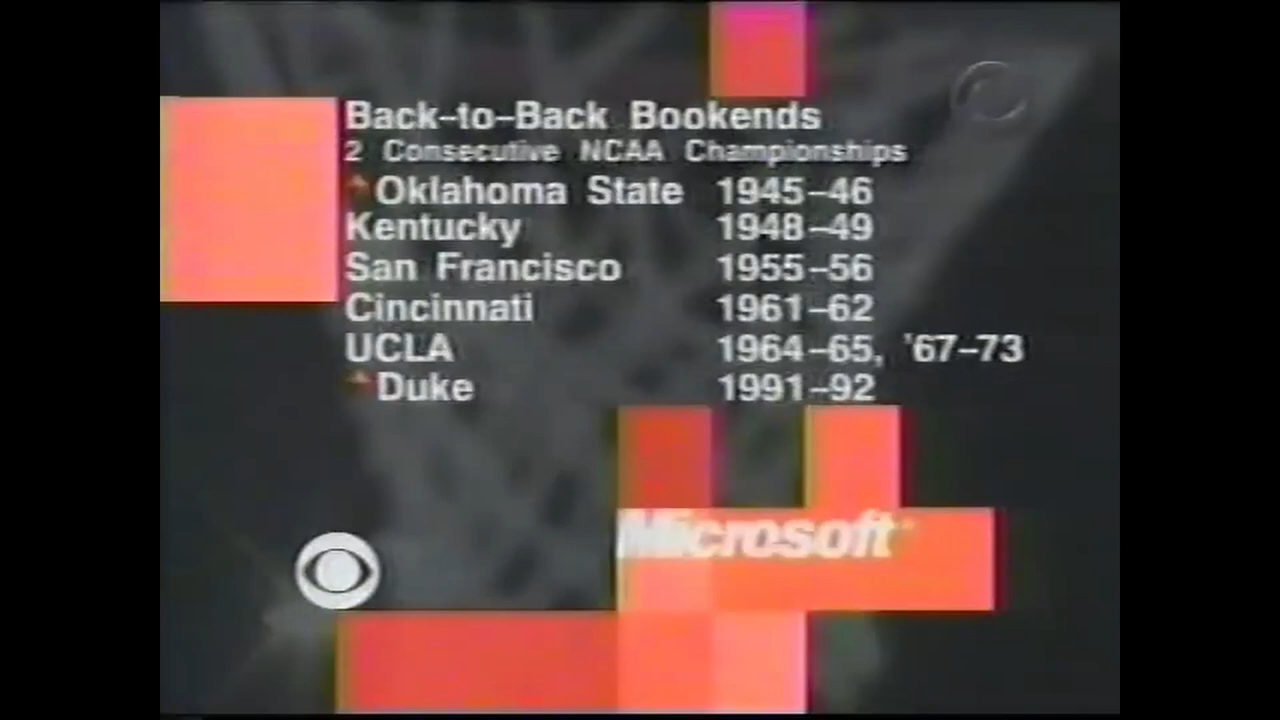 Back-to-Back Bookends
2 Consecutive NCAA Championships
Oklahoma State 1945-46
Kentucky 1948-49
San Francisco 1955-56
Cincinnati 1961-62
UCLA 1964-65, '67-73
Duke 1991-92
Microsoft